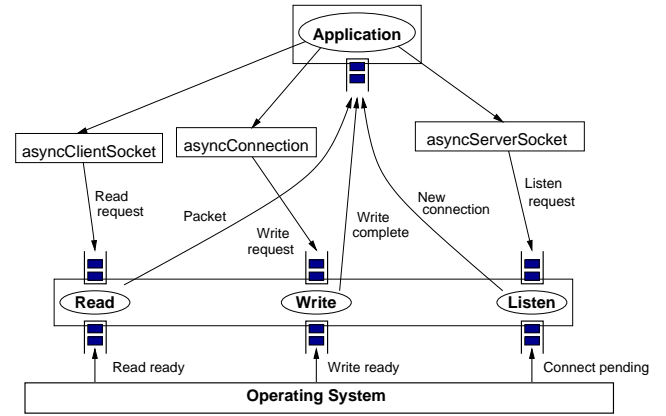 Application
asyncClientSocket
asyncConnection
asyncServerSocket
Read
request
Packet
Write
request
Write
complete
New
connection
Listen
request
Read
Write
Listen
Read ready
Write ready
Connect pending
Operating System